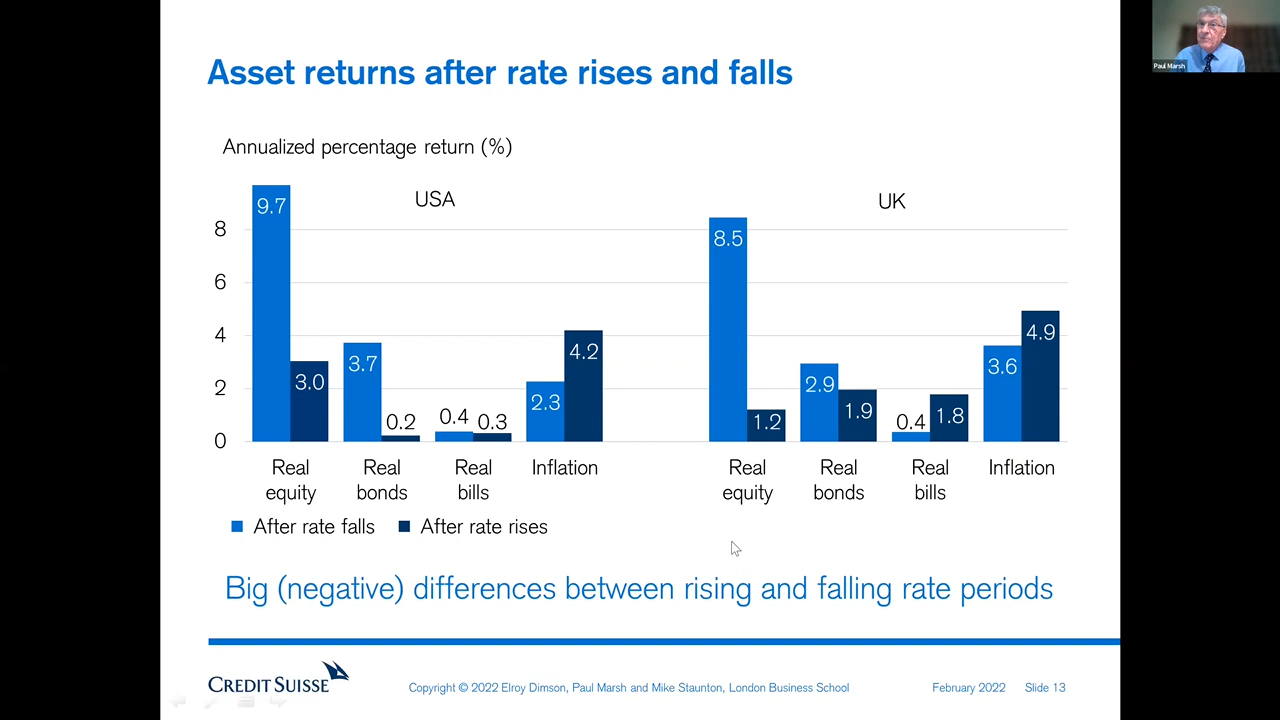 Asset returns after rate rises and falls
Paul Marsh
Annualized percentage return (%)
USA
UK
8
6
4
2
0
9.7
3.0
3.7
0.2
0.4
0.3
2.3
4.2
8.5
1.2
2.9
1.9
0.4
1.8
3.6
4.9
Real equity
Real bonds
Real bills
Inflation
Real equity
Real bonds
Real bills
Inflation
After rate falls
After rate rises
Big (negative) differences between rising and falling rate periods
CREDIT SUISSE
Copyright © 2022 Elroy Dimson, Paul Marsh and Mike Staunton, London Business School
February 2022
Slide 13